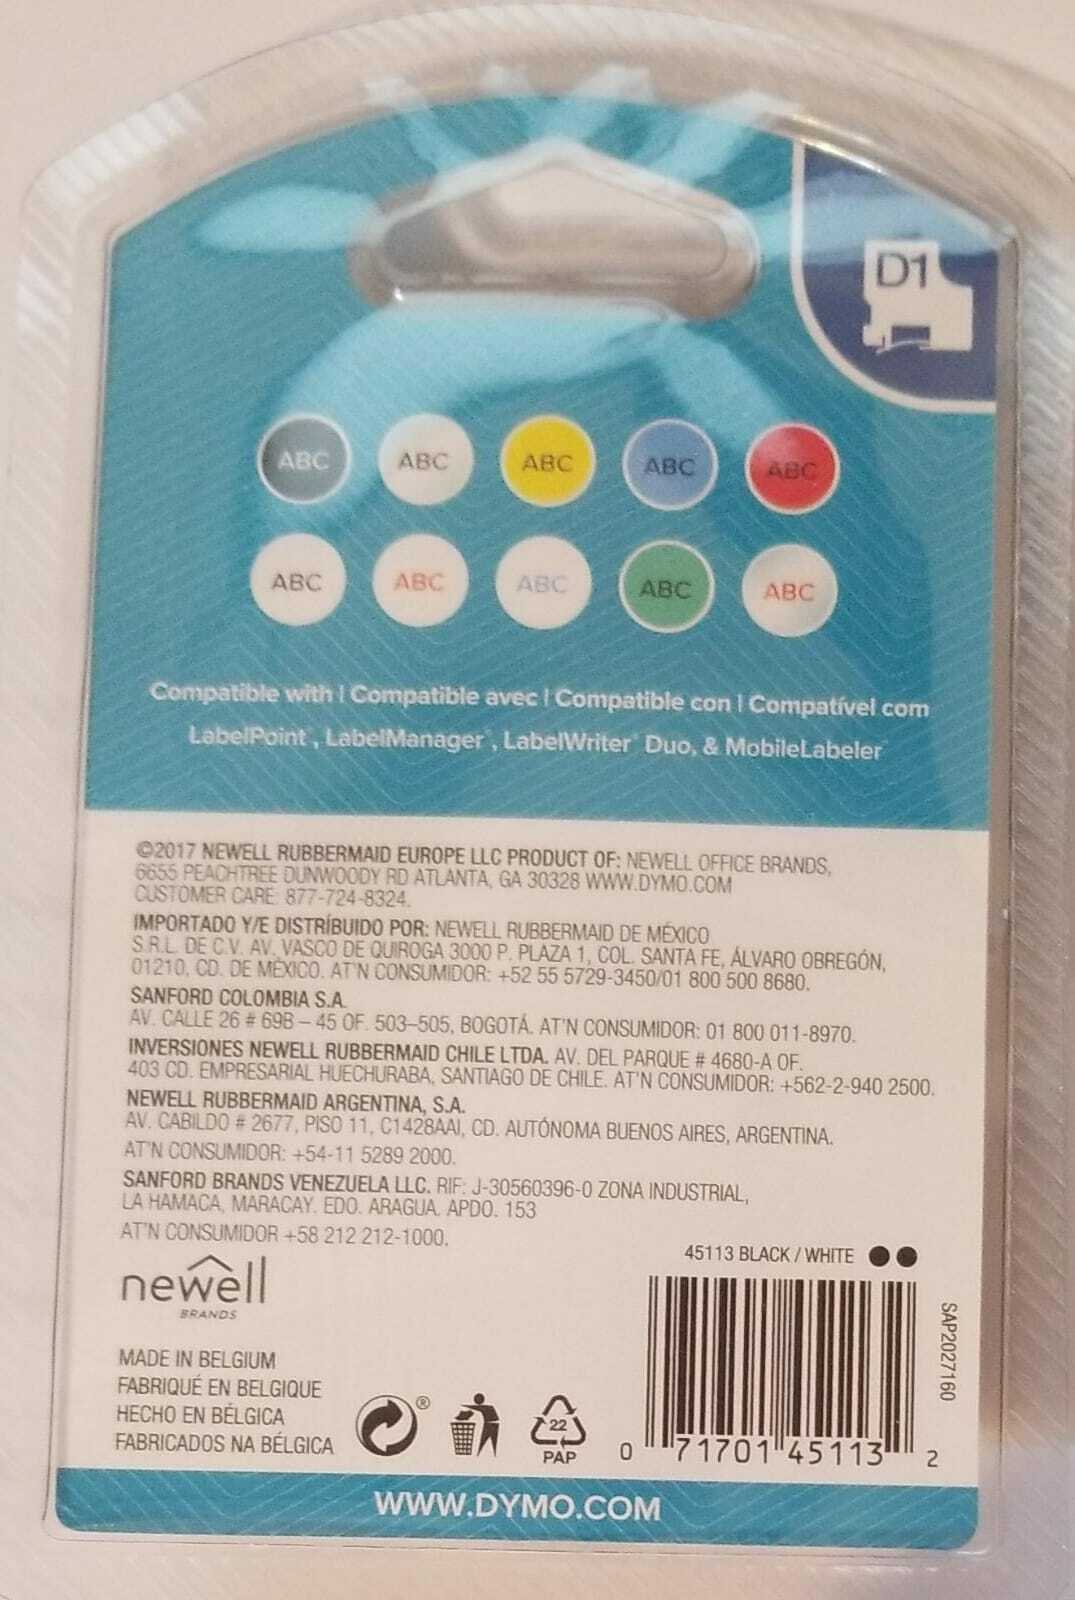 D1
ABC ABC ABC ABC ABC
ABC ABC ABC ABC ABC
Compatible with | Compatible avec | Compatible con | Compatível com
LabelPoint, LabelManager, LabelWriter® Duo, & MobileLabeler
©2017 NEWELL RUBBERMAID EUROPE LLC PRODUCT OF: NEWELL OFFICE BRANDS,
6655 PEACHTREE DUNWOODY RD ATLANTA, GA 30328 WWW.DYMO.COM
CUSTOMER CARE: 877-724-8324.
IMPORTADO Y/E DISTRÍBUIDO POR: NEWELL RUBBERMAID DE MÉXICO
S.R.L. DE C.V. AV. VASCO DE QUIROGA 3000 P. PLAZA 1, COL. SANTA FE, ÁLVARO OBREGÓN,
01210, CD. DE MÉXICO. AT'N CONSUMIDOR: +52 55 5729-3450/01 800 500 8680.
SANFORD COLOMBIA S.A.
AV. CALLE 26 # 69B – 45 OF. 503–505, BOGOTÁ. AT'N CONSUMIDOR: 01 800 011-8970.
INVERSIONES NEWELL RUBBERMAID CHILE LTDA. AV. DEL PARQUE # 4680-A OF.
403 CD. EMPRESARIAL HUECHURABA, SANTIAGO DE CHILE. AT'N CONSUMIDOR: +562-2-940 2500.
NEWELL RUBBERMAID ARGENTINA, S.A.
AV. CABILDO # 2677, PISO 11, C1428AAI, CD. AUTÓNOMA BUENOS AIRES, ARGENTINA.
AT'N CONSUMIDOR: +54-11 5289 2000.
SANFORD BRANDS VENEZUELA LLC. RIF: J-30560396-0 ZONA INDUSTRIAL,
LA HAMACA, MARACAY. EDO. ARAGUA. APDO. 153
AT'N CONSUMIDOR +58 212 212-1000.
newell
BRANDS
45113 BLACK / WHITE
SAP2027160
MADE IN BELGIUM
FABRIQUÉ EN BELGIQUE
HECHO EN BÉLGICA
FABRICADOS NA BÉLGICA
®
22
PAP
0 71701 45113 2
WWW.DYMO.COM